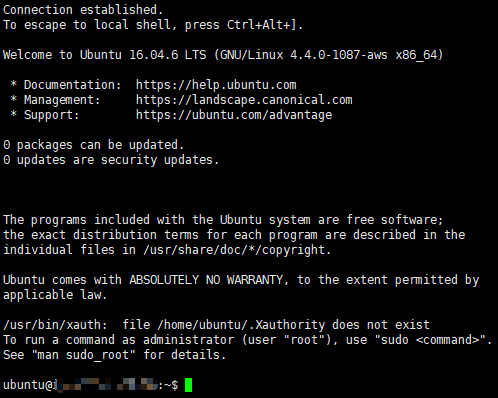 Connection established.
To escape to local shell, press Ctrl+Alt+].
Welcome to Ubuntu 16.04.6 LTS (GNU/Linux 4.4.0-1087-aws x86_64)
* Documentation:  https://help.ubuntu.com
* Management:     https://landscape.canonical.com
* Support:        https://ubuntu.com/advantage
0 packages can be updated.
0 updates are security updates.
The programs included with the Ubuntu system are free software;
the exact distribution terms for each program are described in the
individual files in /usr/share/doc/*/copyright.
Ubuntu comes with ABSOLUTELY NO WARRANTY, to the extent permitted by
applicable law.
/usr/bin/xauth:  file /home/ubuntu/.Xauthority does not exist
To run a command as administrator (user "root"), use "sudo <command>".
See "man sudo_root" for details.
ubuntu@:~$